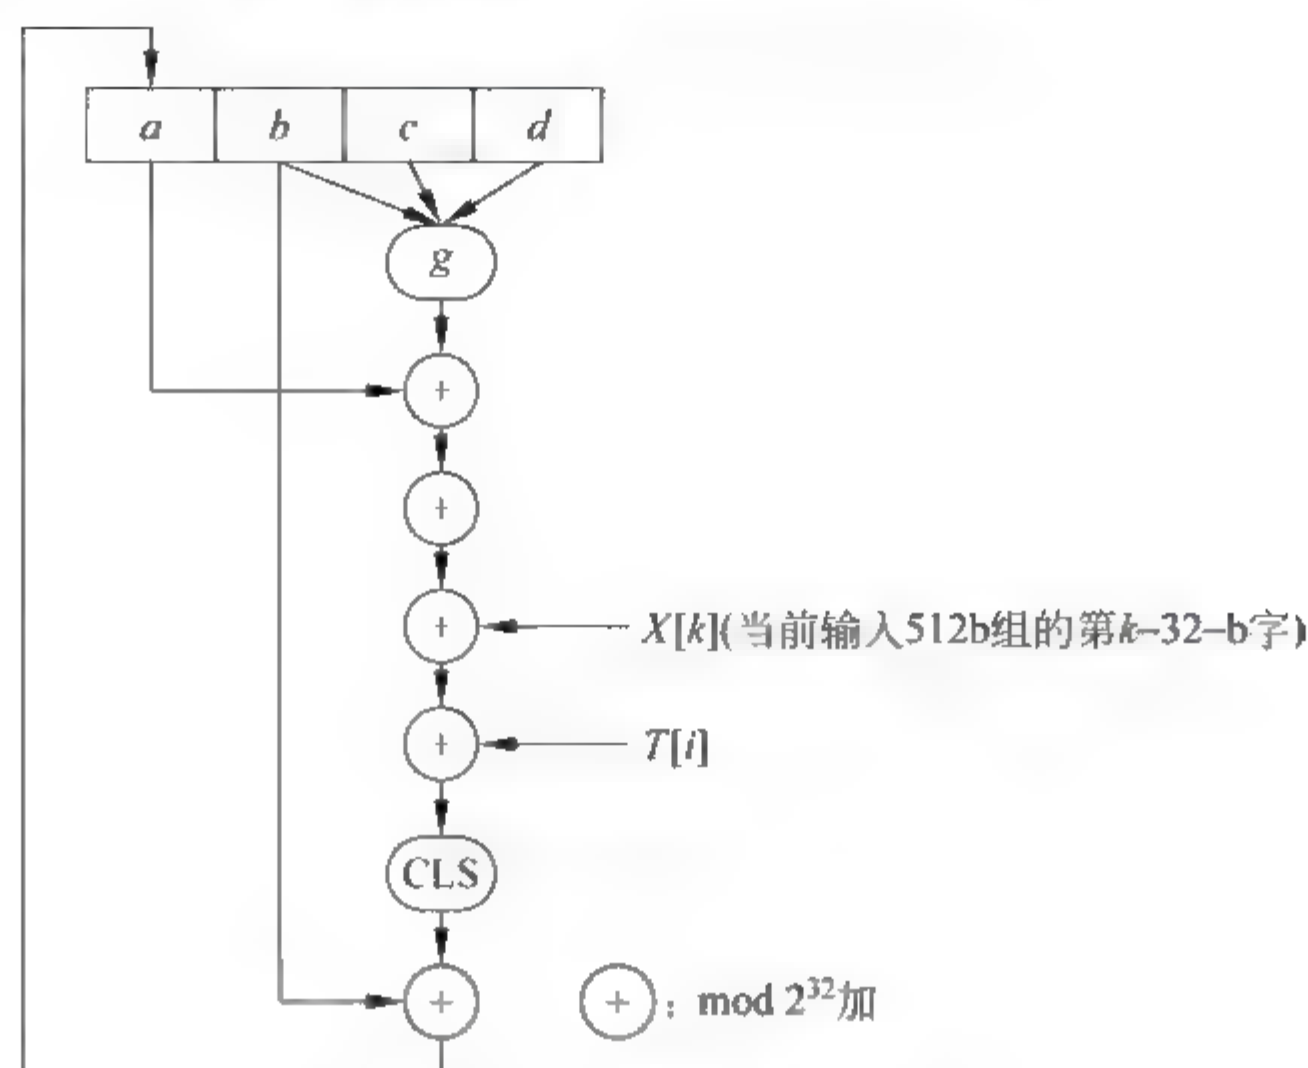 a b c d
g
+
+
+ X[k](当前输入512b组的第k-32-b字)
+ T[i]
CLS
+ +：mod 2³²加